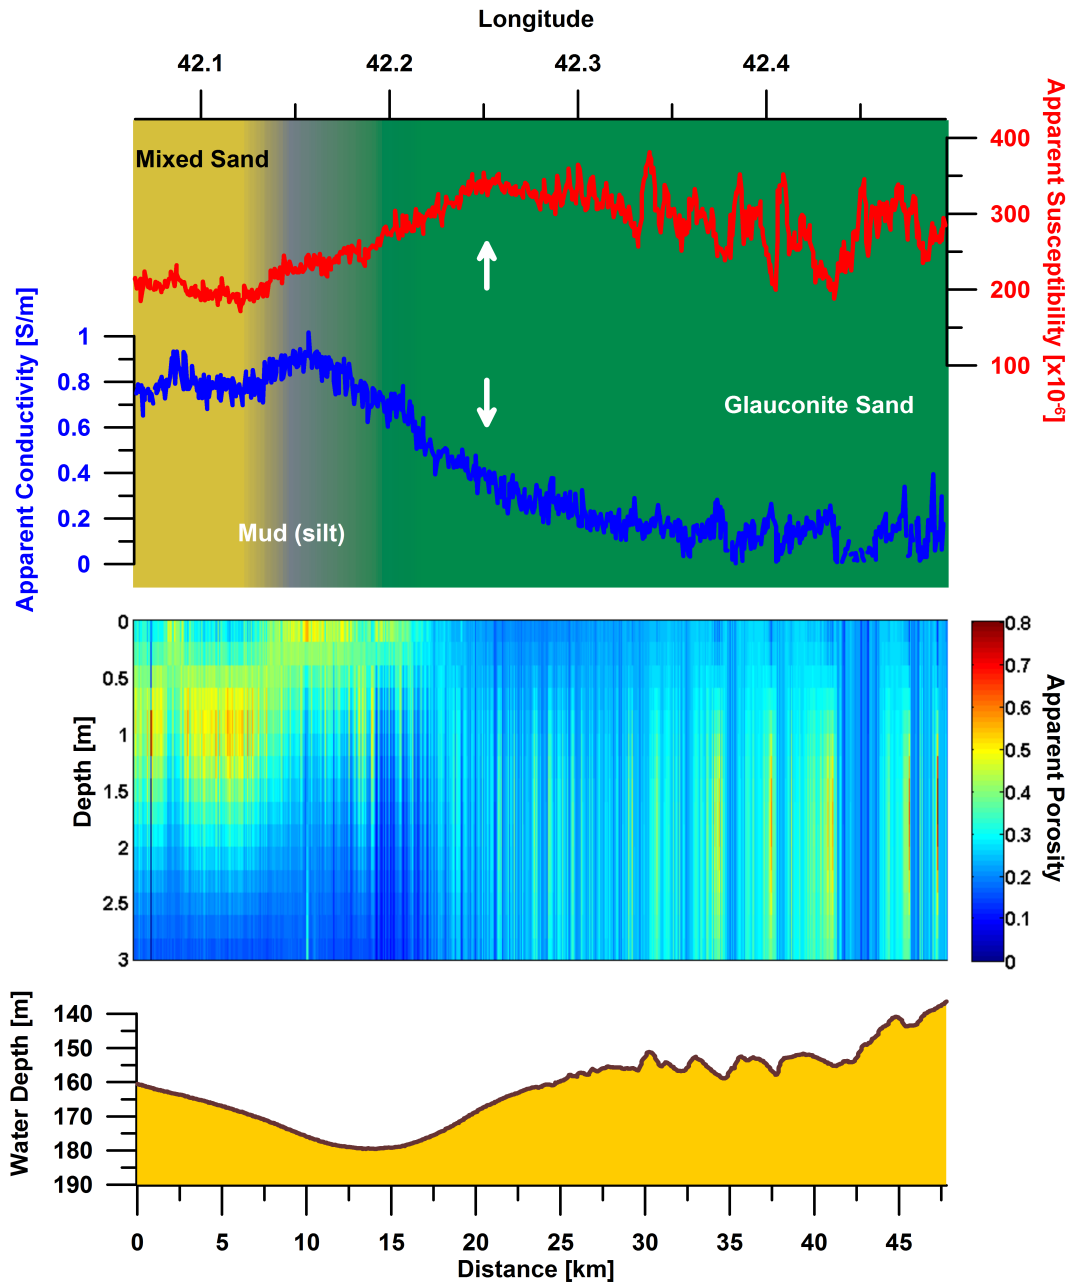 Longitude
42.1 42.2 42.3 42.4
Mixed Sand
Glauconite Sand
Mud (silt)
Apparent Conductivity [S/m]
1
0.8
0.6
0.4
0.2
0
Apparent Susceptibility [x10-6]
400
300
200
100
Depth [m]
0
0.5
1
1.5
2
2.5
3
0.8
0.7
0.6
0.5
0.4
0.3
0.2
0.1
0
Apparent Porosity
Water Depth [m]
140
150
160
170
180
190
0 5 10 15 20 25 30 35 40 45
Distance [km]